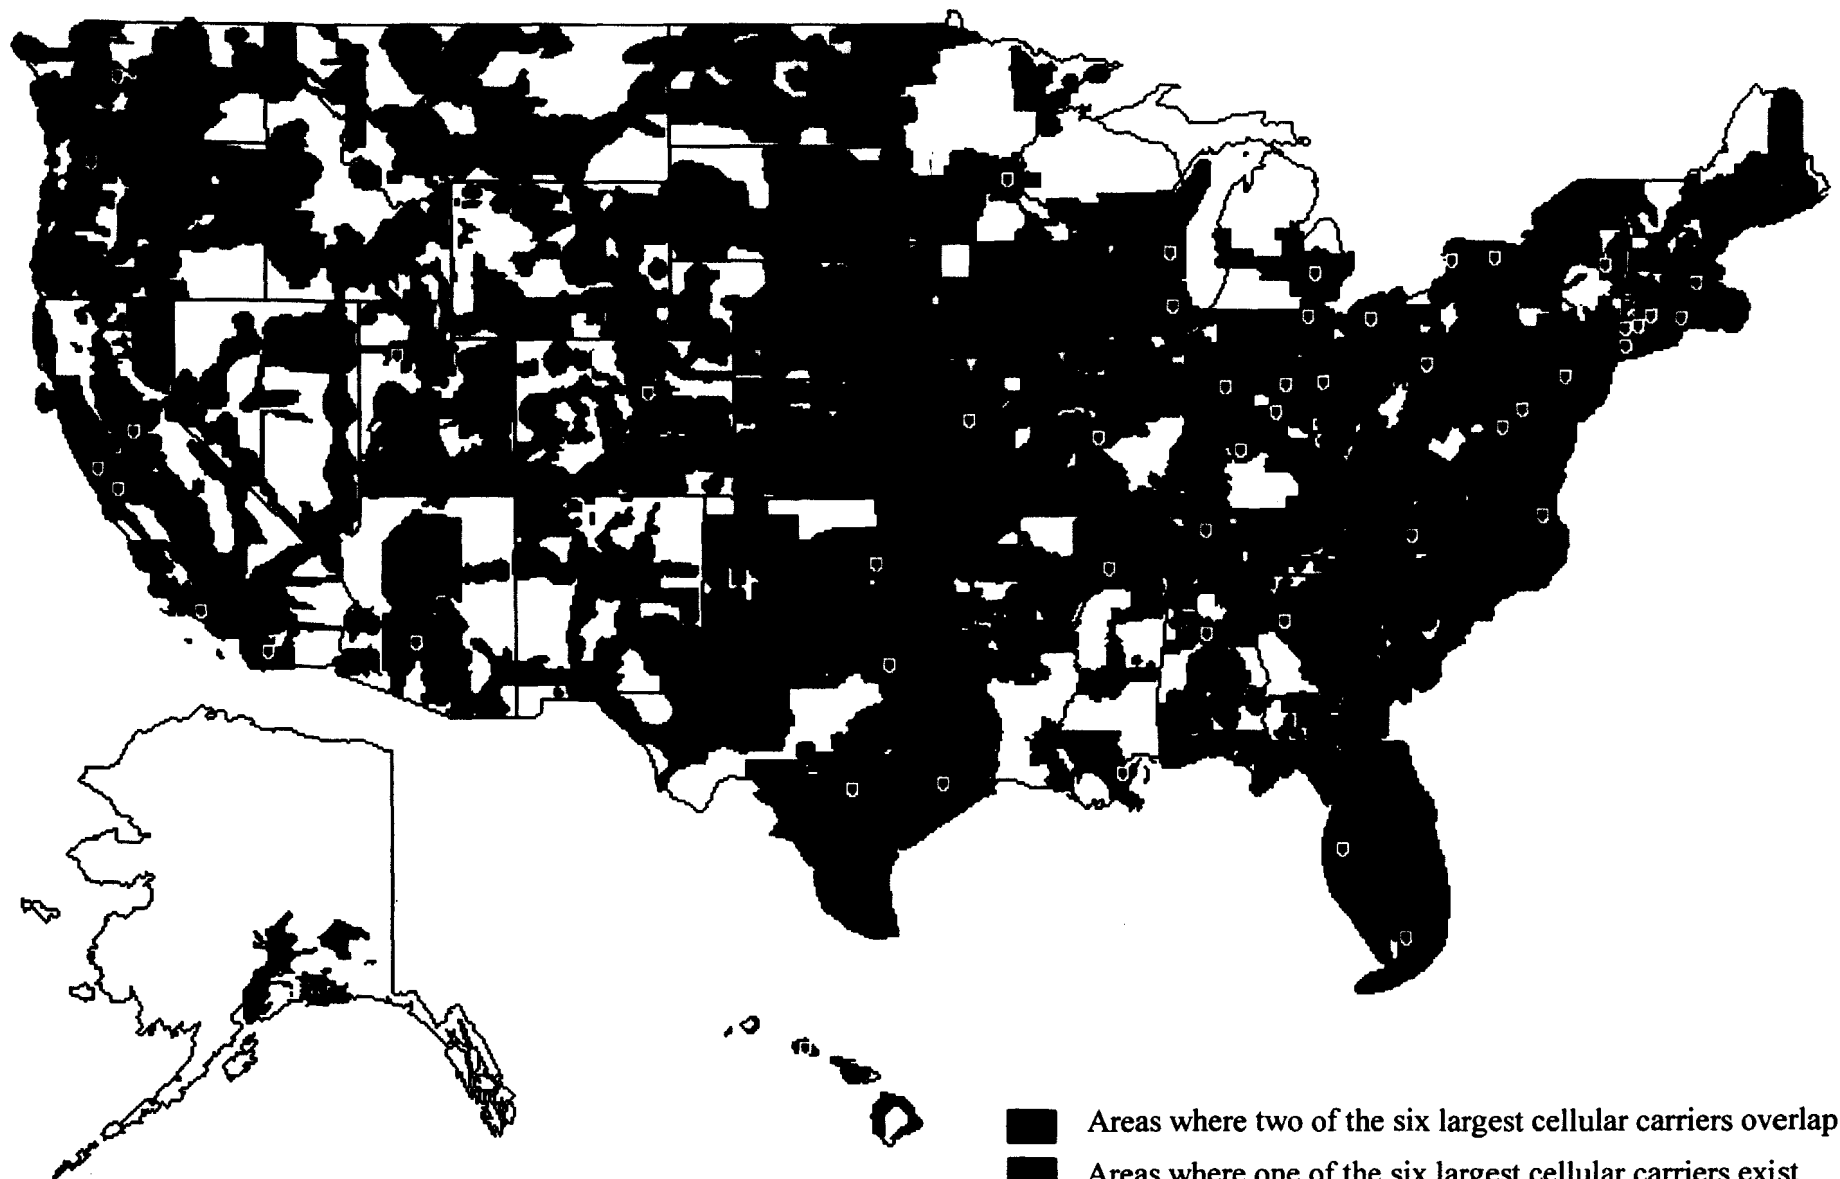 Areas where two of the six largest cellular carriers overlap
Areas where one of the six largest cellular carriers exist